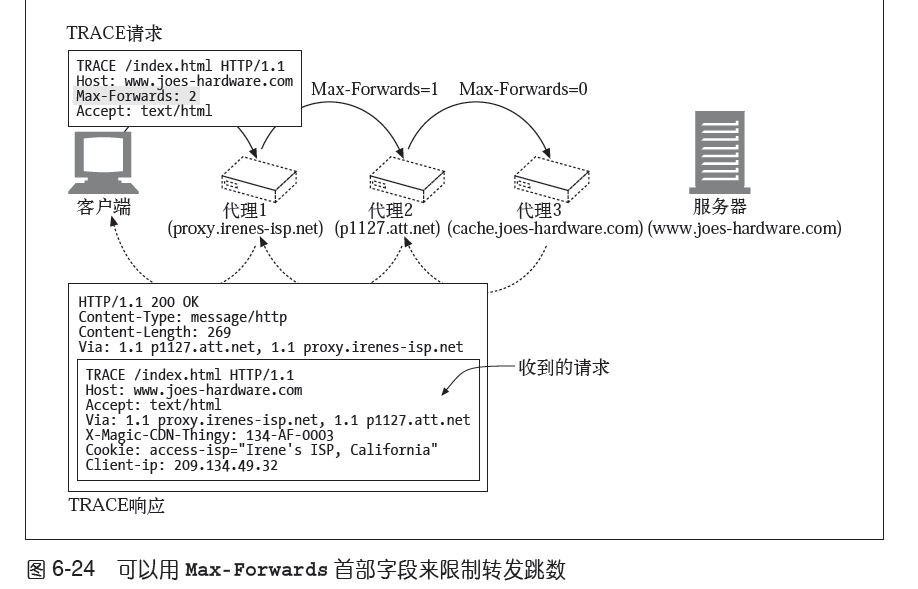 TRACE请求
TRACE /index.html HTTP/1.1
Host: www.joes-hardware.com
Max-Forwards: 2
Accept: text/html
Max-Forwards=1
Max-Forwards=0
客户端
代理1
(proxy.irenes-isp.net)
代理2
(p1127.att.net)
代理3
(cache.joes-hardware.com)
服务器
(www.joes-hardware.com)
HTTP/1.1 200 OK
Content-Type: message/http
Content-Length: 269
Via: 1.1 p1127.att.net, 1.1 proxy.irenes-isp.net
TRACE /index.html HTTP/1.1
Host: www.joes-hardware.com
Accept: text/html
Via: 1.1 proxy.irenes-isp.net, 1.1 p1127.att.net
X-Magic-CDN-Thingy: 134-AF-0003
Cookie: access-isp="Irene's ISP, California"
Client-ip: 209.134.49.32
收到的请求
TRACE响应
图 6-24 可以用 Max-Forwards 首部字段来限制转发跳数